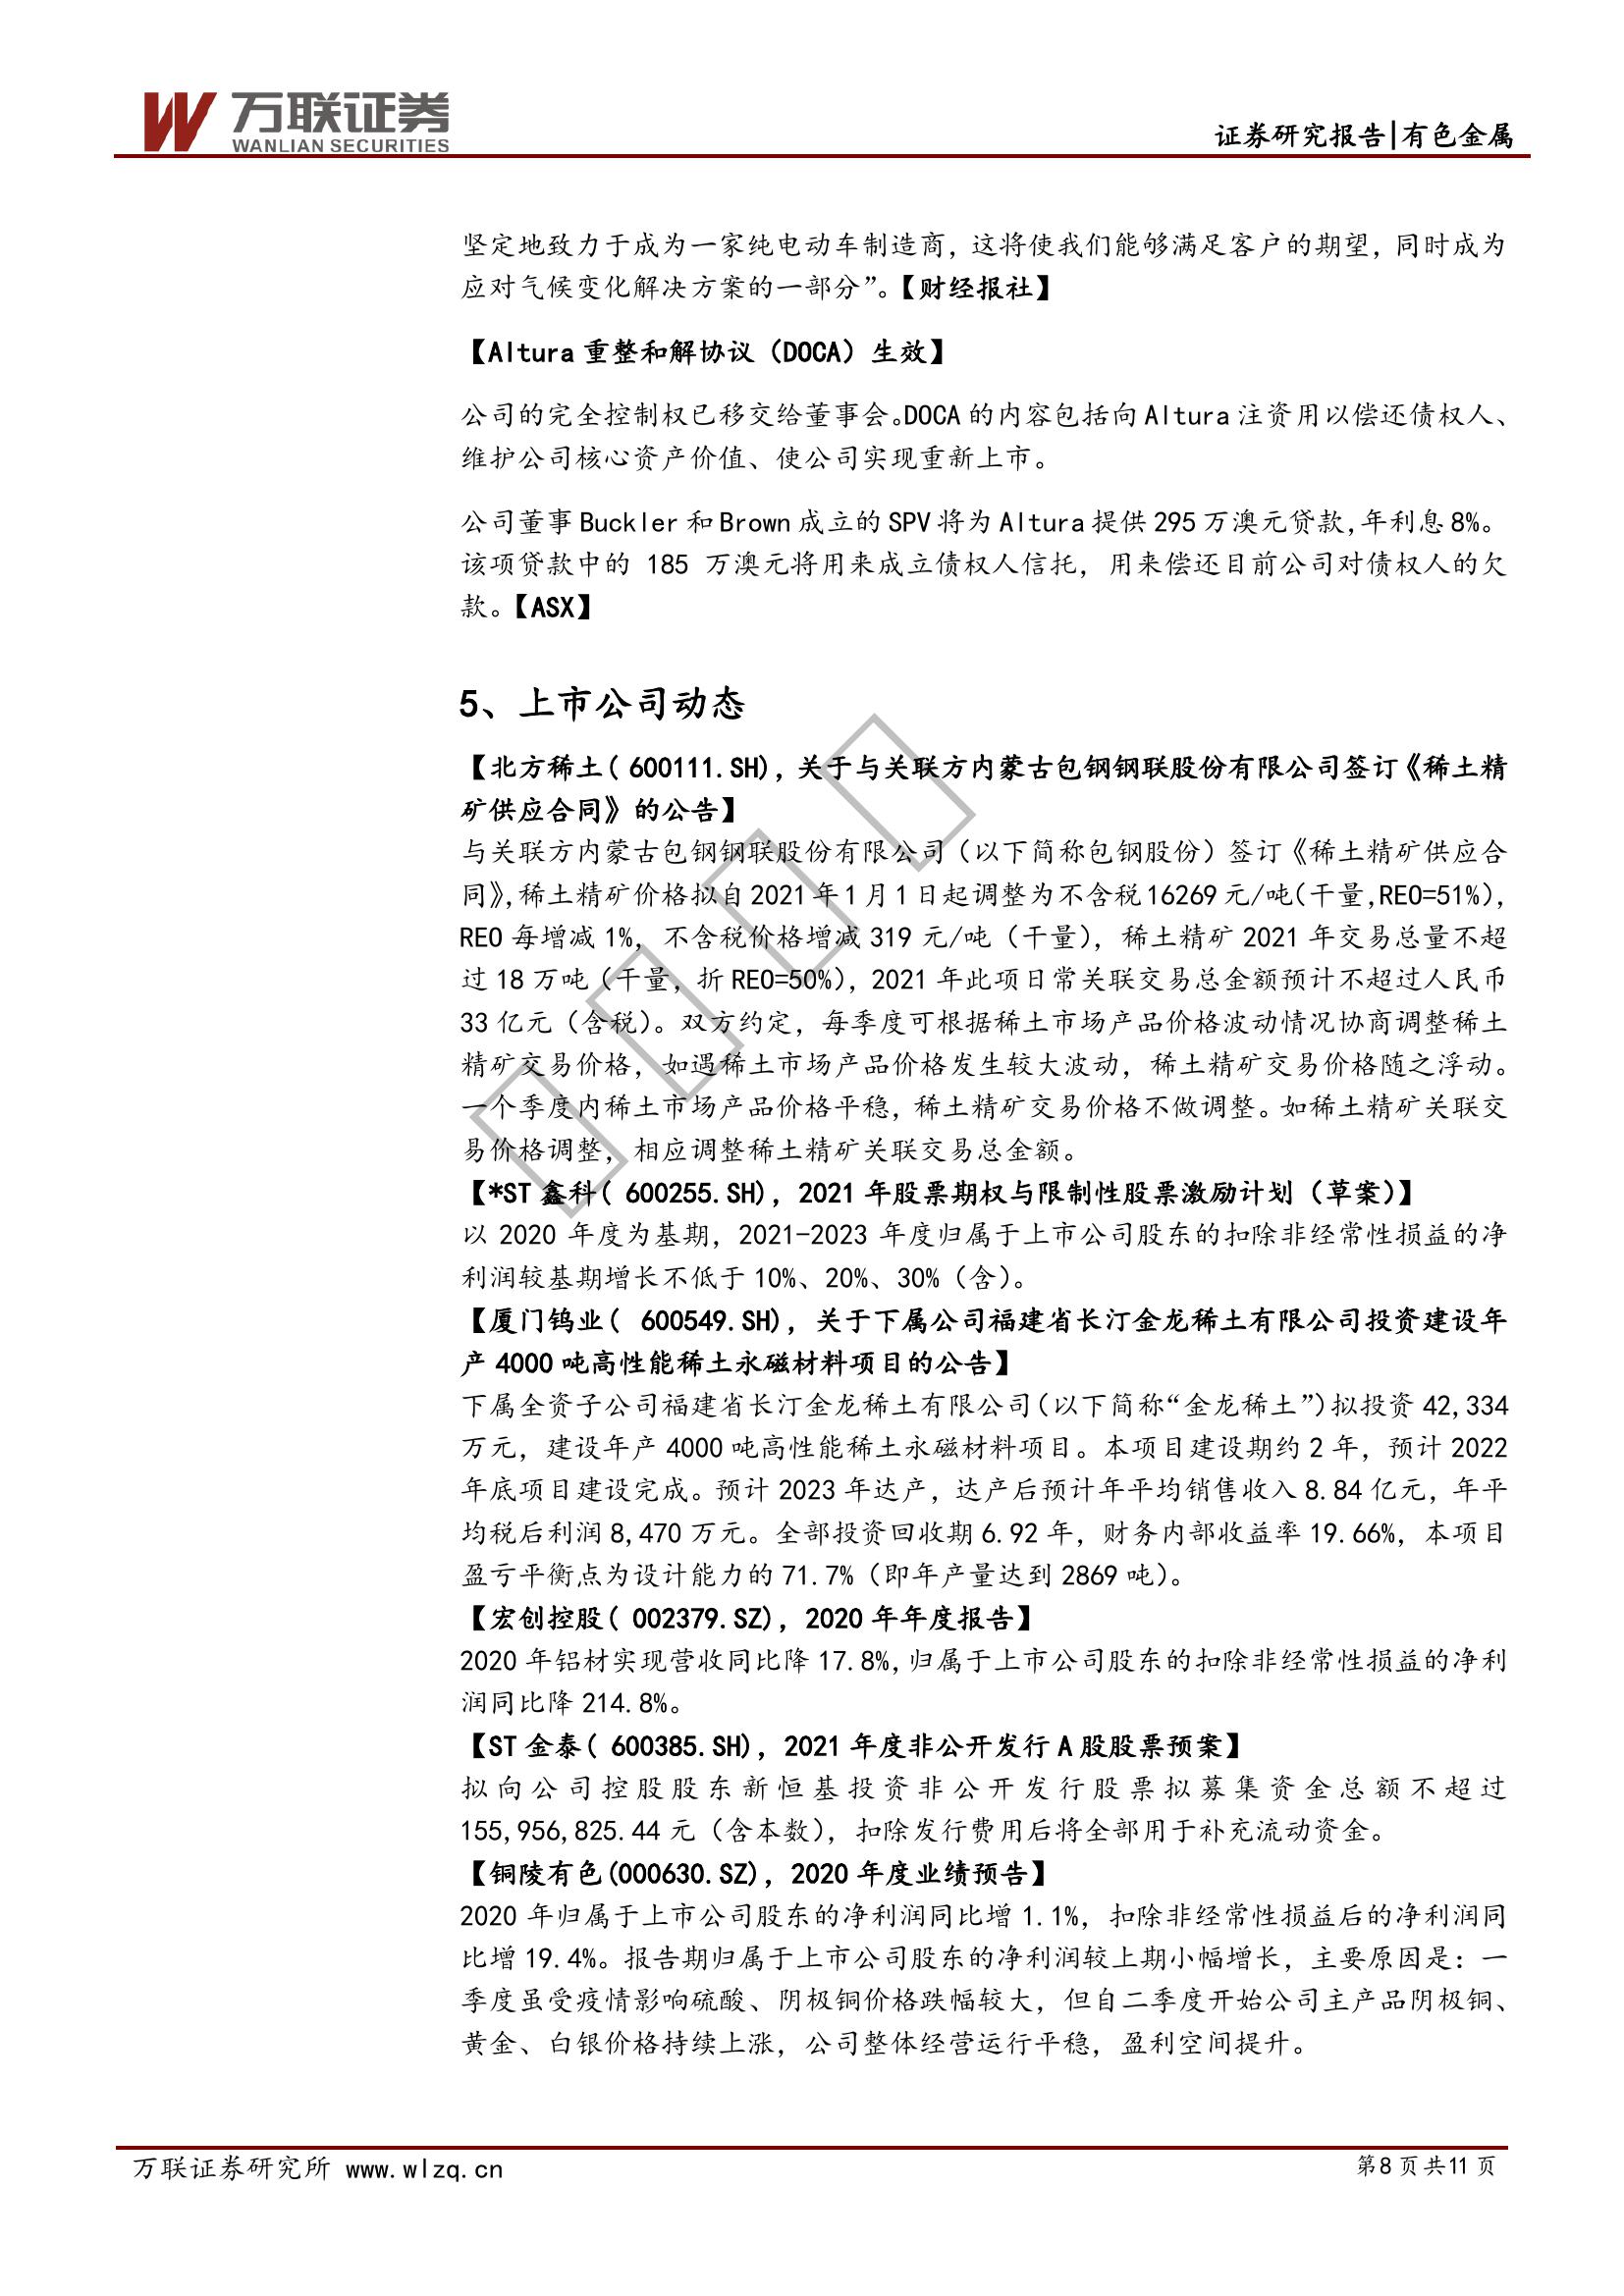 万联证券
WANLIAN SECURITIES
证券研究报告|有色金属
坚定地致力于成为一家纯电动车制造商，这将使我们能够满足客户的期望，同时成为
应对气候变化解决方案的一部分”。【财经报社】
【Altura 重整和解协议（DOCA）生效】
公司的完全控制权已移交给董事会。DOCA 的内容包括向 Altura 注资用以偿还债权人、
维护公司核心资产价值、使公司实现重新上市。
公司董事 Buckler 和 Brown 成立的 SPV 将为 Altura 提供 295 万澳元贷款，年利息 8%。
该项贷款中的 185 万澳元将用来成立债权人信托，用来偿还目前公司对债权人的欠
款。【ASX】
5、上市公司动态
【北方稀土( 600111.SH)，关于与关联方内蒙古包钢钢联股份有限公司签订《稀土精
矿供应合同》的公告】
与关联方内蒙古包钢钢联股份有限公司（以下简称包钢股份）签订《稀土精矿供应合
同》，稀土精矿价格拟自 2021 年 1 月 1 日起调整为不含税 16269 元/吨（干量，REO=51%），
REO 每增减 1%，不含税价格增减 319 元/吨（干量），稀土精矿 2021 年交易总量不超
过 18 万吨（干量，折 REO=50%），2021 年此项日常关联交易总金额预计不超过人民币
33 亿元（含税）。双方约定，每季度可根据稀土市场产品价格波动情况协商调整稀土
精矿交易价格，如遇稀土市场产品价格发生较大波动，稀土精矿交易价格随之浮动。
一个季度内稀土市场产品价格平稳，稀土精矿交易价格不做调整。如稀土精矿关联交
易价格调整，相应调整稀土精矿关联交易总金额。
【*ST 鑫科( 600255.SH)，2021 年股票期权与限制性股票激励计划（草案）】
以 2020 年度为基期，2021-2023 年度归属于上市公司股东的扣除非经常性损益的净
利润较基期增长不低于 10%、20%、30%（含）。
【厦门钨业( 600549.SH)，关于下属公司福建省长汀金龙稀土有限公司投资建设年
产 4000 吨高性能稀土永磁材料项目的公告】
下属全资子公司福建省长汀金龙稀土有限公司（以下简称“金龙稀土”）拟投资 42,334
万元，建设年产 4000 吨高性能稀土永磁材料项目。本项目建设期约 2 年，预计 2022
年底项目建设完成。预计 2023 年达产，达产后预计年平均销售收入 8.84 亿元，年平
均税后利润 8,470 万元。全部投资回收期 6.92 年，财务内部收益率 19.66%，本项目
盈亏平衡点为设计能力的 71.7%（即年产量达到 2869 吨）。
【宏创控股( 002379.SZ)，2020 年年度报告】
2020 年铝材实现营收同比降 17.8%，归属于上市公司股东的扣除非经常性损益的净利
润同比降 214.8%。
【ST 金泰( 600385.SH)，2021 年度非公开发行 A 股股票预案】
拟向公司控股股东新恒基投资非公开发行股票拟募集资金总额不超过
155,956,825.44 元（含本数），扣除发行费用后将全部用于补充流动资金。
【铜陵有色(000630.SZ)，2020 年度业绩预告】
2020 年归属于上市公司股东的净利润同比增 1.1%，扣除非经常性损益后的净利润同
比增 19.4%。报告期归属于上市公司股东的净利润较上期小幅增长，主要原因是：一
季度虽受疫情影响硫酸、阴极铜价格跌幅较大，但自二季度开始公司主产品阴极铜、
黄金、白银价格持续上涨，公司整体经营运行平稳，盈利空间提升。
万联证券研究所 www.wlzq.cn
第8 页 共11 页